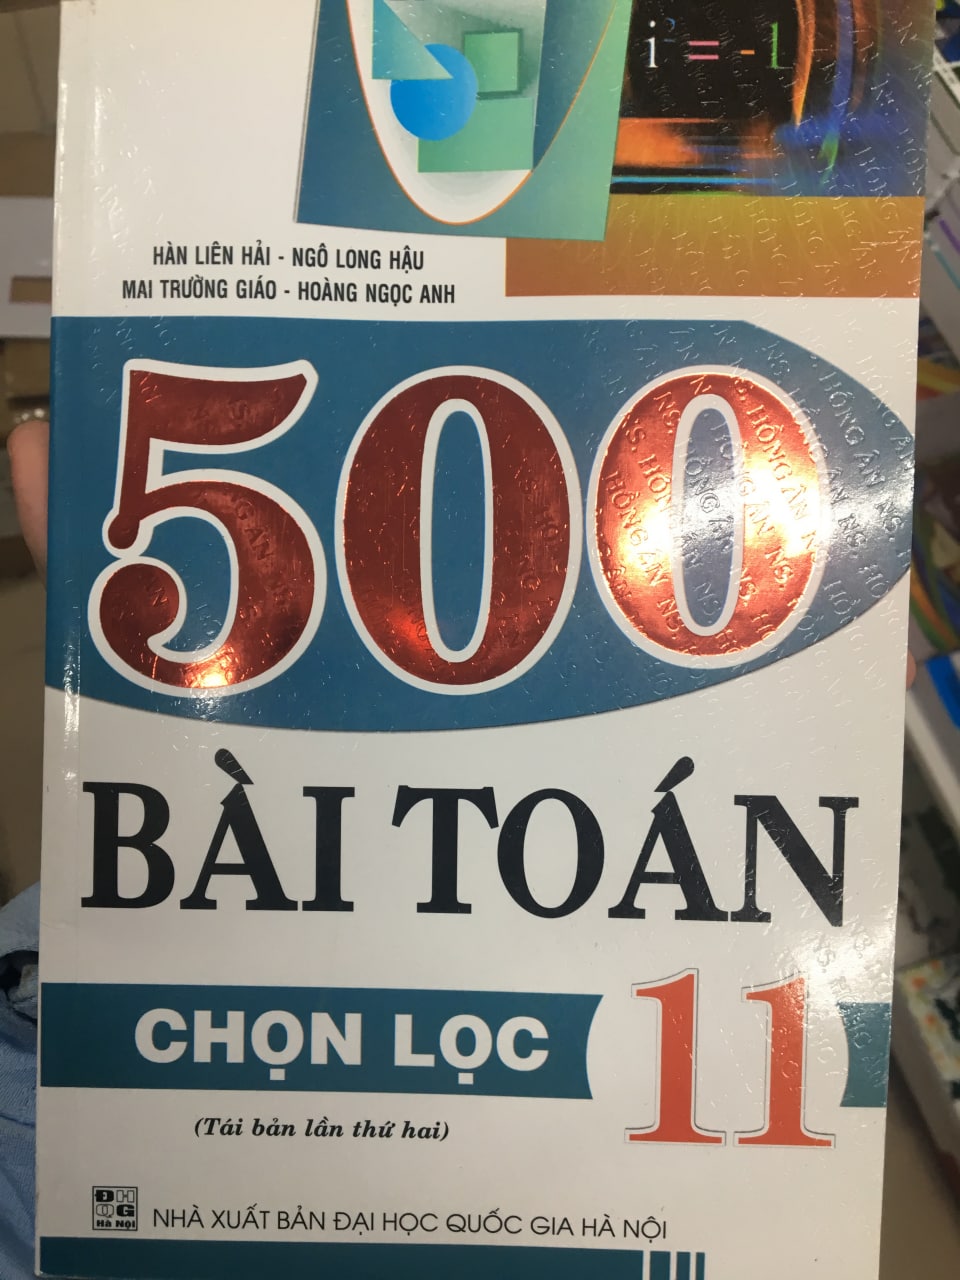 i² = -1
HÀN LIÊN HẢI - NGÔ LONG HẬU
MAI TRƯỜNG GIÁO - HOÀNG NGỌC ANH
500
BÀI TOÁN
CHỌN LỌC 11
(Tái bản lần thứ hai)
ĐH
QG
Hà Nội
NHÀ XUẤT BẢN ĐẠI HỌC QUỐC GIA HÀ NỘI